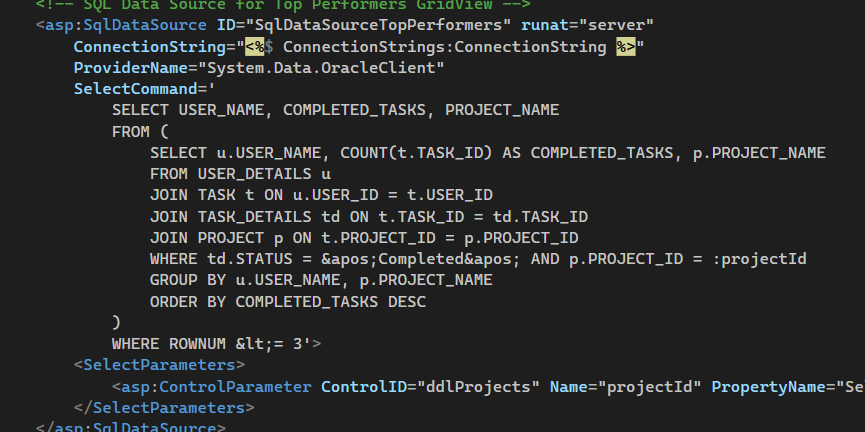 <!-- SQL Data Source for Top Performers GridView -->
<asp:SqlDataSource ID="SqlDataSourceTopPerformers" runat="server"
ConnectionString="<%$ ConnectionStrings:ConnectionString %>"
ProviderName="System.Data.OracleClient"
SelectCommand='
SELECT USER_NAME, COMPLETED_TASKS, PROJECT_NAME
FROM (
SELECT u.USER_NAME, COUNT(t.TASK_ID) AS COMPLETED_TASKS, p.PROJECT_NAME
FROM USER_DETAILS u
JOIN TASK t ON u.USER_ID = t.USER_ID
JOIN TASK_DETAILS td ON t.TASK_ID = td.TASK_ID
JOIN PROJECT p ON t.PROJECT_ID = p.PROJECT_ID
WHERE td.STATUS = &apos;Completed&apos; AND p.PROJECT_ID = :projectId
GROUP BY u.USER_NAME, p.PROJECT_NAME
ORDER BY COMPLETED_TASKS DESC
)
WHERE ROWNUM &lt;= 3'>
<SelectParameters>
<asp:ControlParameter ControlID="ddlProjects" Name="projectId" PropertyName="Se
</SelectParameters>
</asp:SqlDataSource>